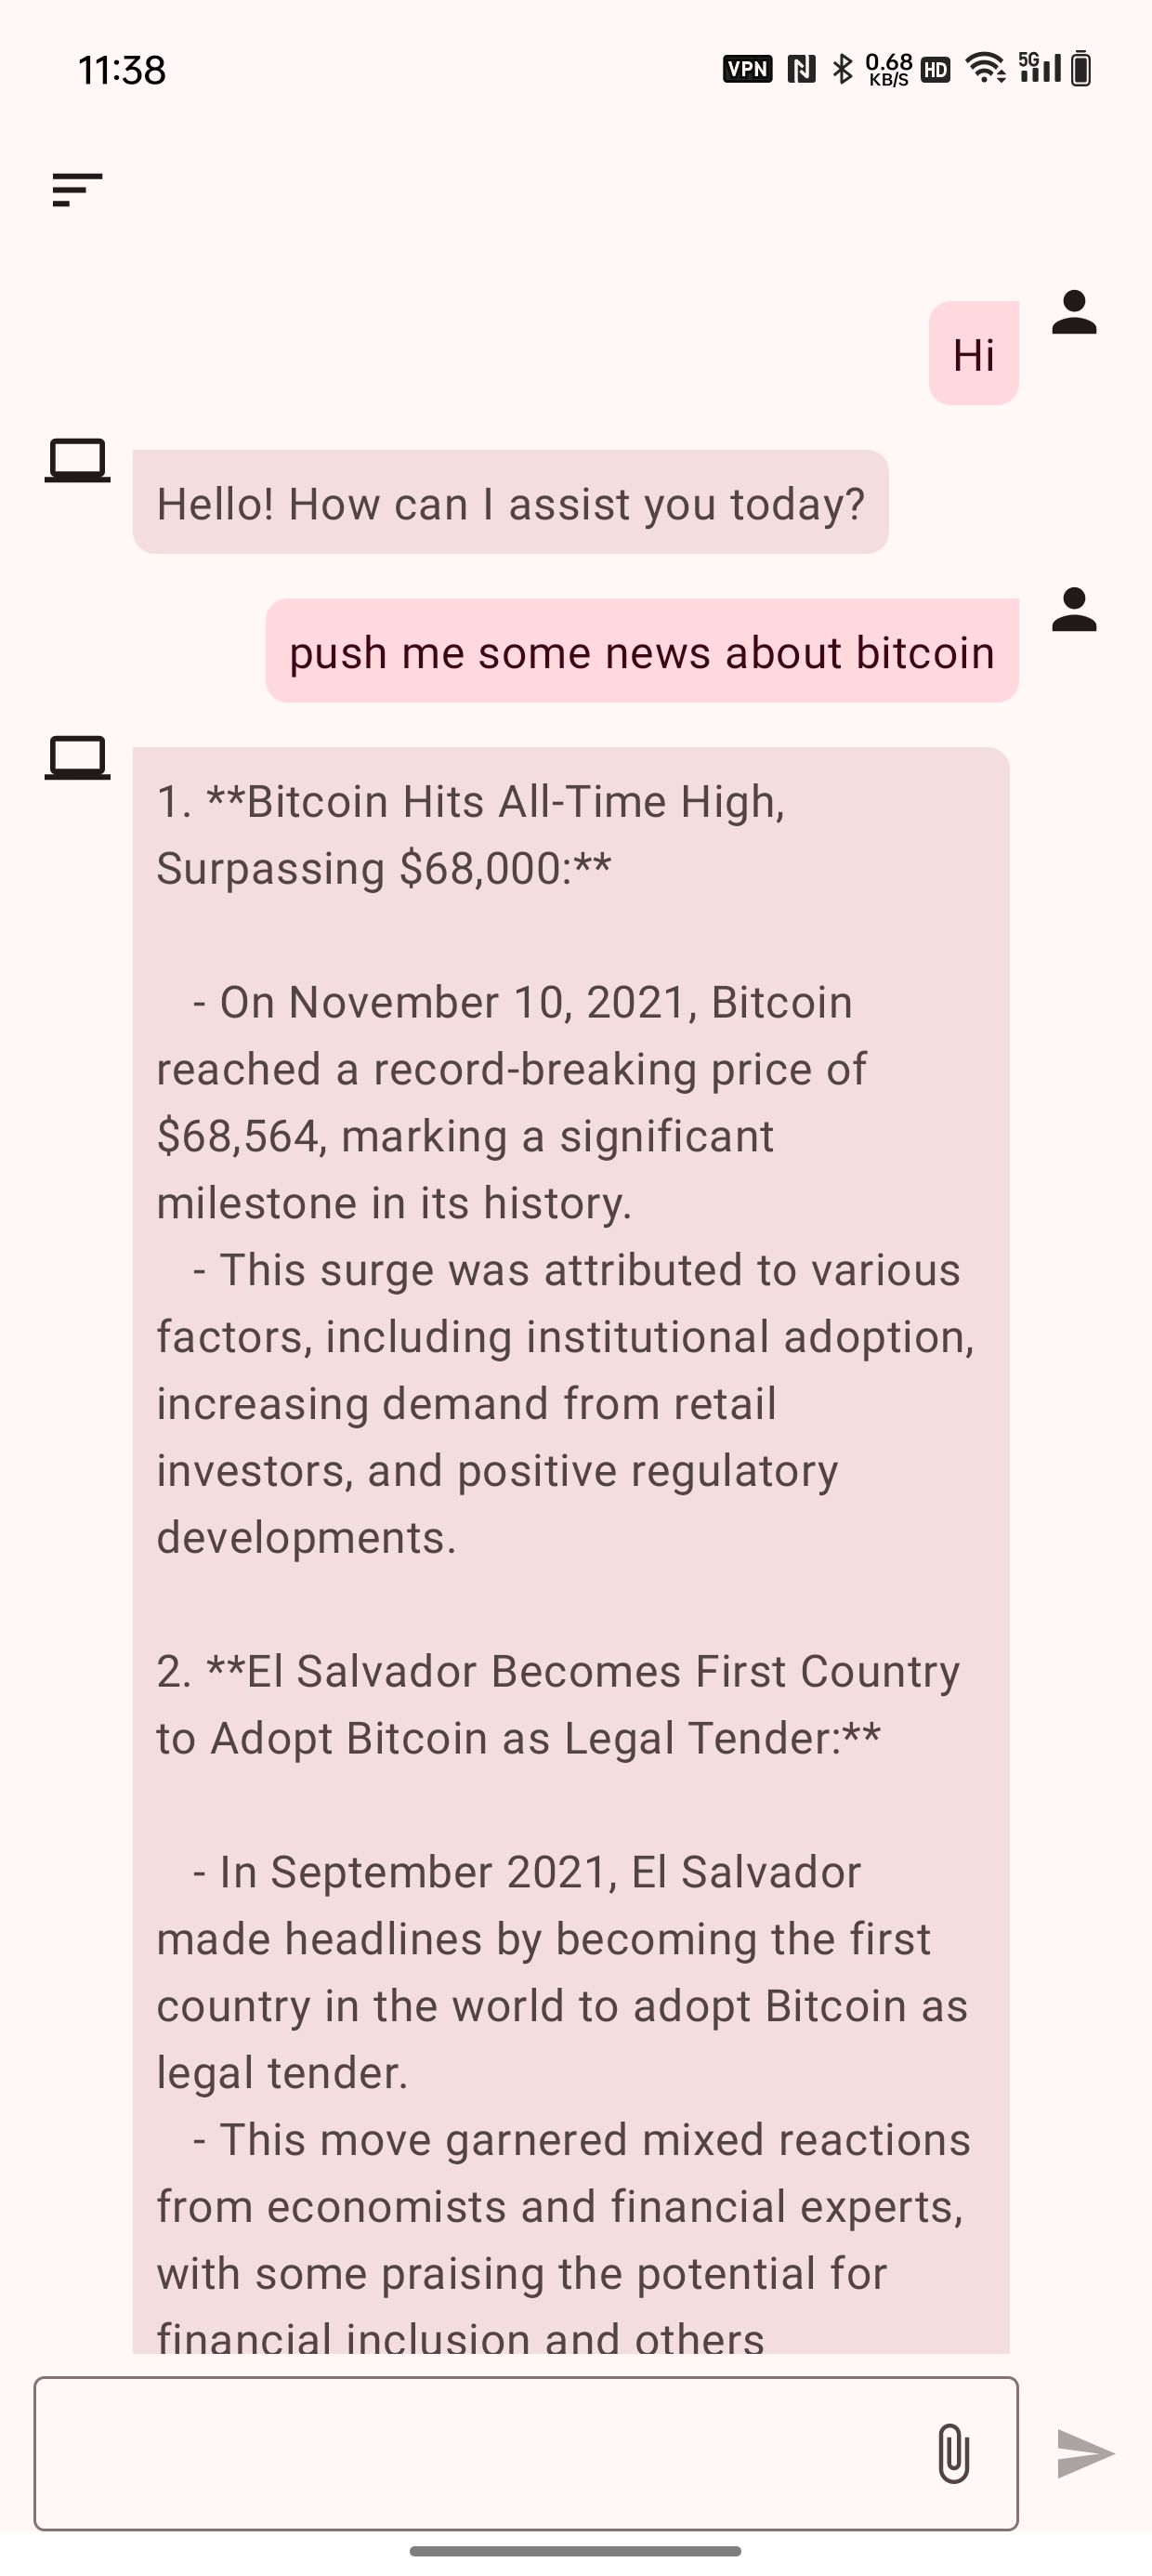 11:38
VPN
0.68
KB/S
HD
5G
Hi
Hello! How can I assist you today?
push me some news about bitcoin
1. **Bitcoin Hits All-Time High,
Surpassing $68,000:**
- On November 10, 2021, Bitcoin
reached a record-breaking price of
$68,564, marking a significant
milestone in its history.
- This surge was attributed to various
factors, including institutional adoption,
increasing demand from retail
investors, and positive regulatory
developments.
2. **El Salvador Becomes First Country
to Adopt Bitcoin as Legal Tender:**
- In September 2021, El Salvador
made headlines by becoming the first
country in the world to adopt Bitcoin as
legal tender.
- This move garnered mixed reactions
from economists and financial experts,
with some praising the potential for
financial inclusion and others